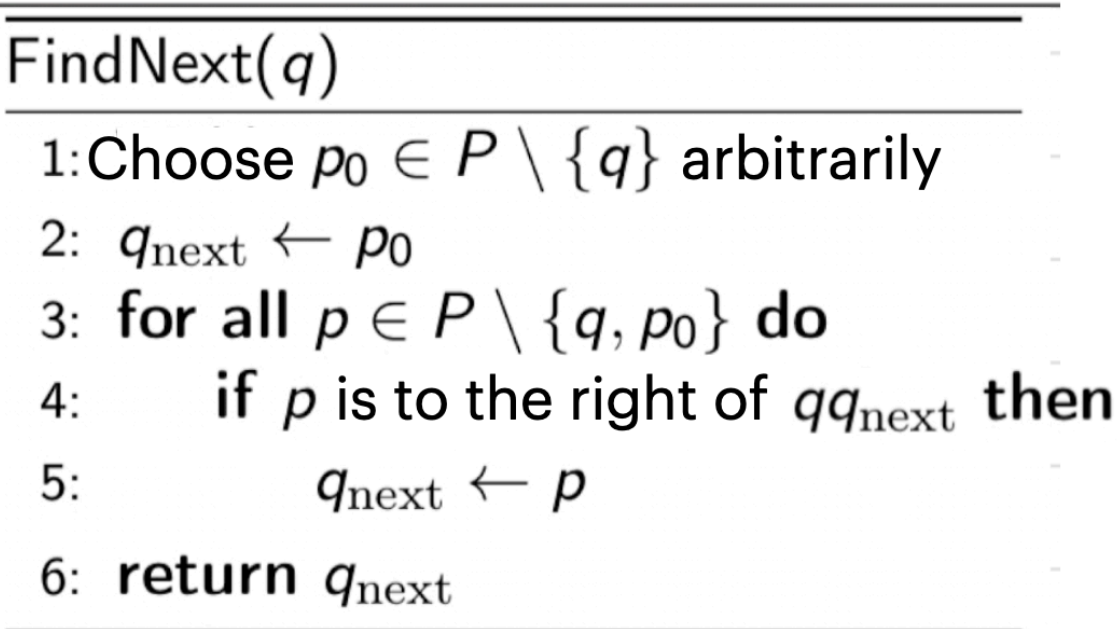 FindNext(q)
1: Choose p₀ ∈ P \ {q} arbitrarily
2: q_next ← p₀
3: for all p ∈ P \ {q, p₀} do
4: if p is to the right of qq_next then
5: q_next ← p
6: return q_next